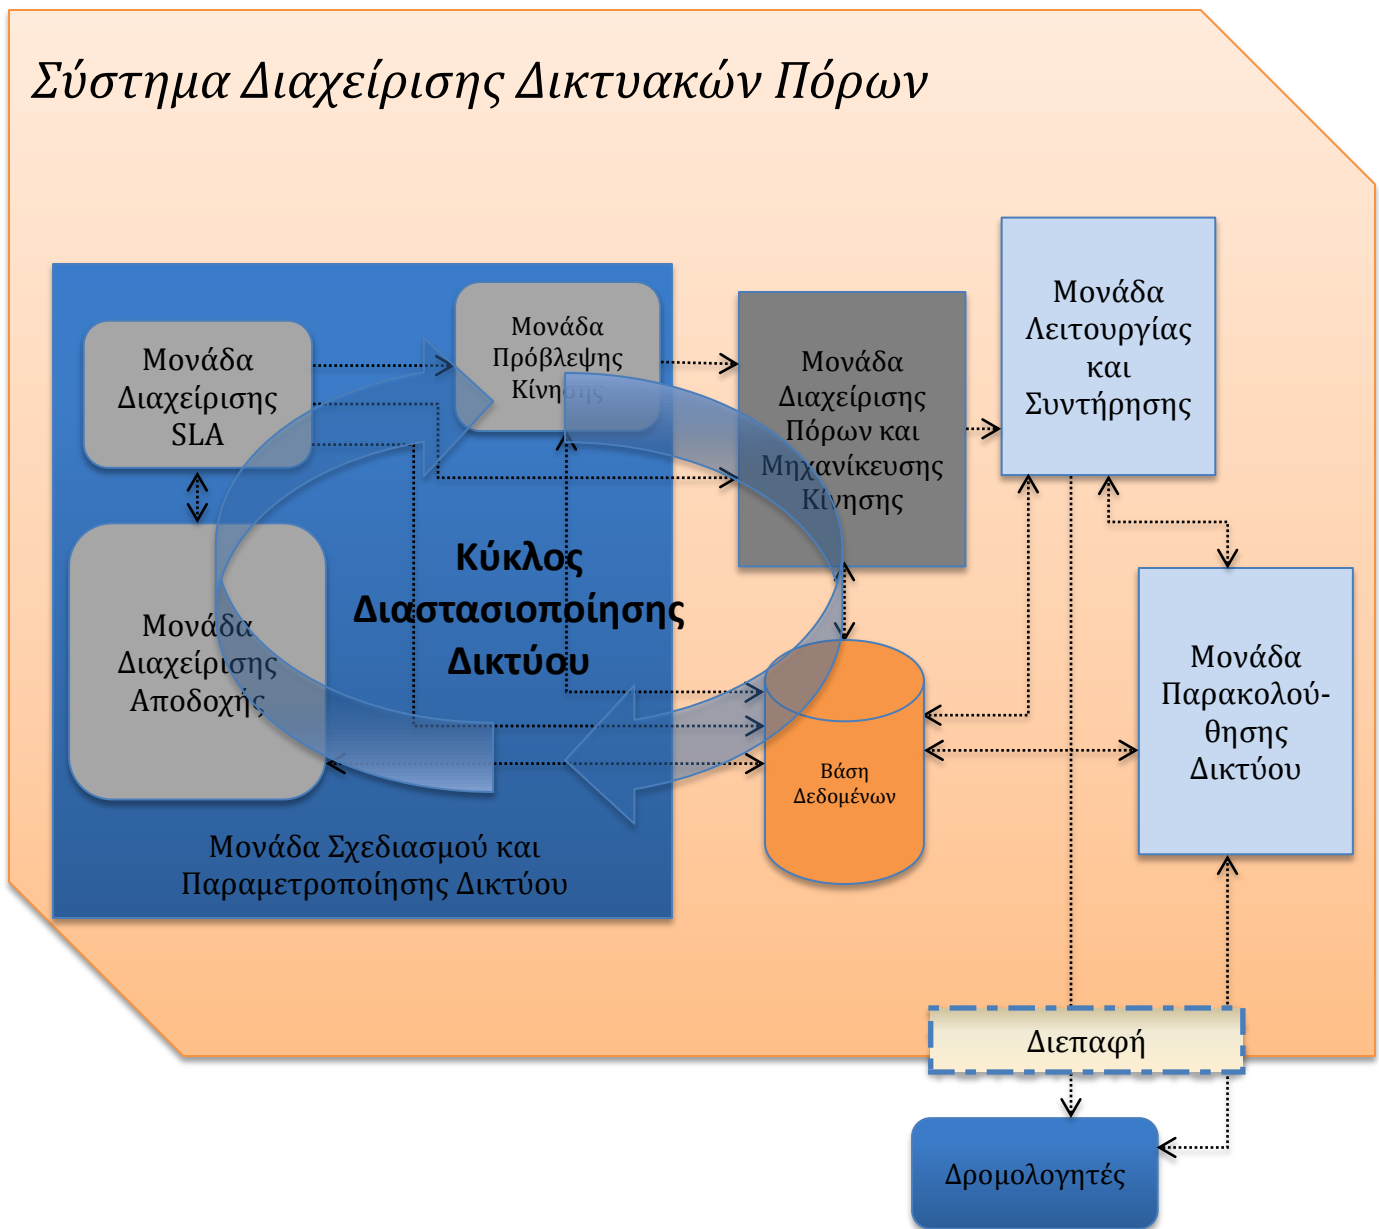 Σύστημα Διαχείρισης Δικτυακών Πόρων
Μονάδα
Διαχείρισης
SLA
Μονάδα
Πρόβλεψης
Κίνησης
Μονάδα
Διαχείρισης
Πόρων και
Μηχανίκευσης
Κίνησης
Μονάδα
Λειτουργίας
και
Συντήρησης
Κύκλος
Διαστασιοποίησης
Δικτύου
Μονάδα
Διαχείρισης
Αποδοχής
Βάση
Δεδομένων
Μονάδα
Παρακολού-
θησης
Δικτύου
Μονάδα Σχεδιασμού και
Παραμετροποίησης Δικτύου
Διεπαφή
Δρομολογητές